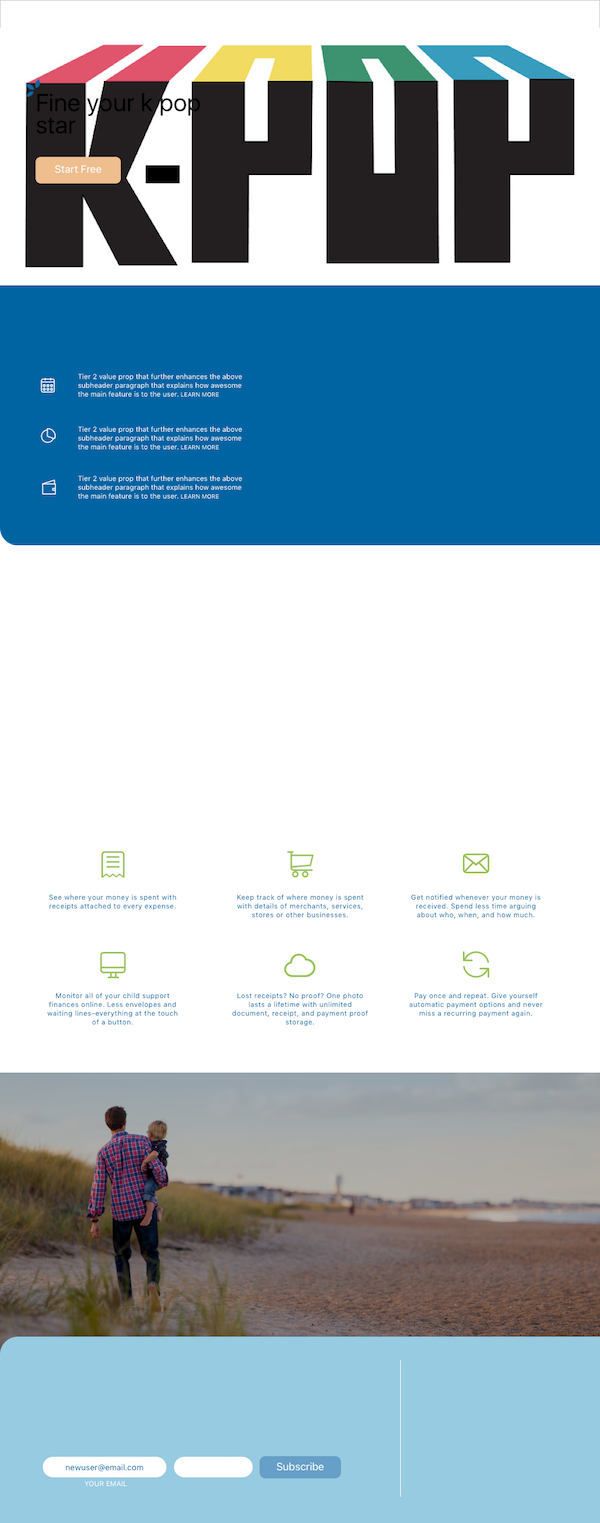 K-POP
Fine your k pop
star
Start Free
Tier 2 value prop that further enhances the above
subheader paragraph that explains how awesome
the main feature is to the user. LEARN MORE
Tier 2 value prop that further enhances the above
subheader paragraph that explains how awesome
the main feature is to the user. LEARN MORE
Tier 2 value prop that further enhances the above
subheader paragraph that explains how awesome
the main feature is to the user. LEARN MORE
See where your money is spent with
receipts attached to every expense.
Keep track of where money is spent
with details of merchants, services,
stores or other businesses.
Get notified whenever your money is
received. Spend less time arguing
about who, when, and how much.
Monitor all of your child support
finances online. Less envelopes and
waiting lines–everything at the touch
of a button.
Lost receipts? No proof? One photo
lasts a lifetime with unlimited
document, receipt, and payment proof
storage.
Pay once and repeat. Give yourself
automatic payment options and never
miss a recurring payment again.
newuser@email.com
Subscribe
YOUR EMAIL